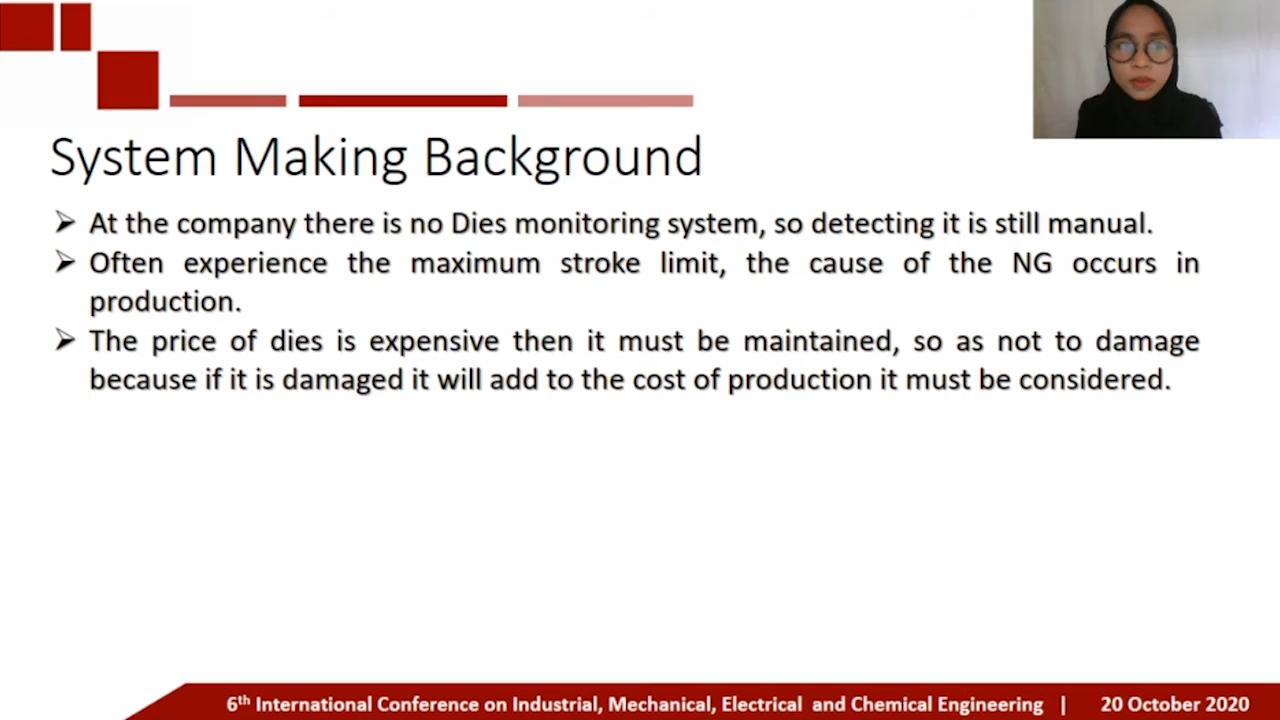 System Making Background
At the company there is no Dies monitoring system, so detecting it is still manual.
Often experience the maximum stroke limit, the cause of the NG occurs in
production.
The price of dies is expensive then it must be maintained, so as not to damage
because if it is damaged it will add to the cost of production it must be considered.
6th International Conference on Industrial, Mechanical, Electrical and Chemical Engineering | 20 October 2020